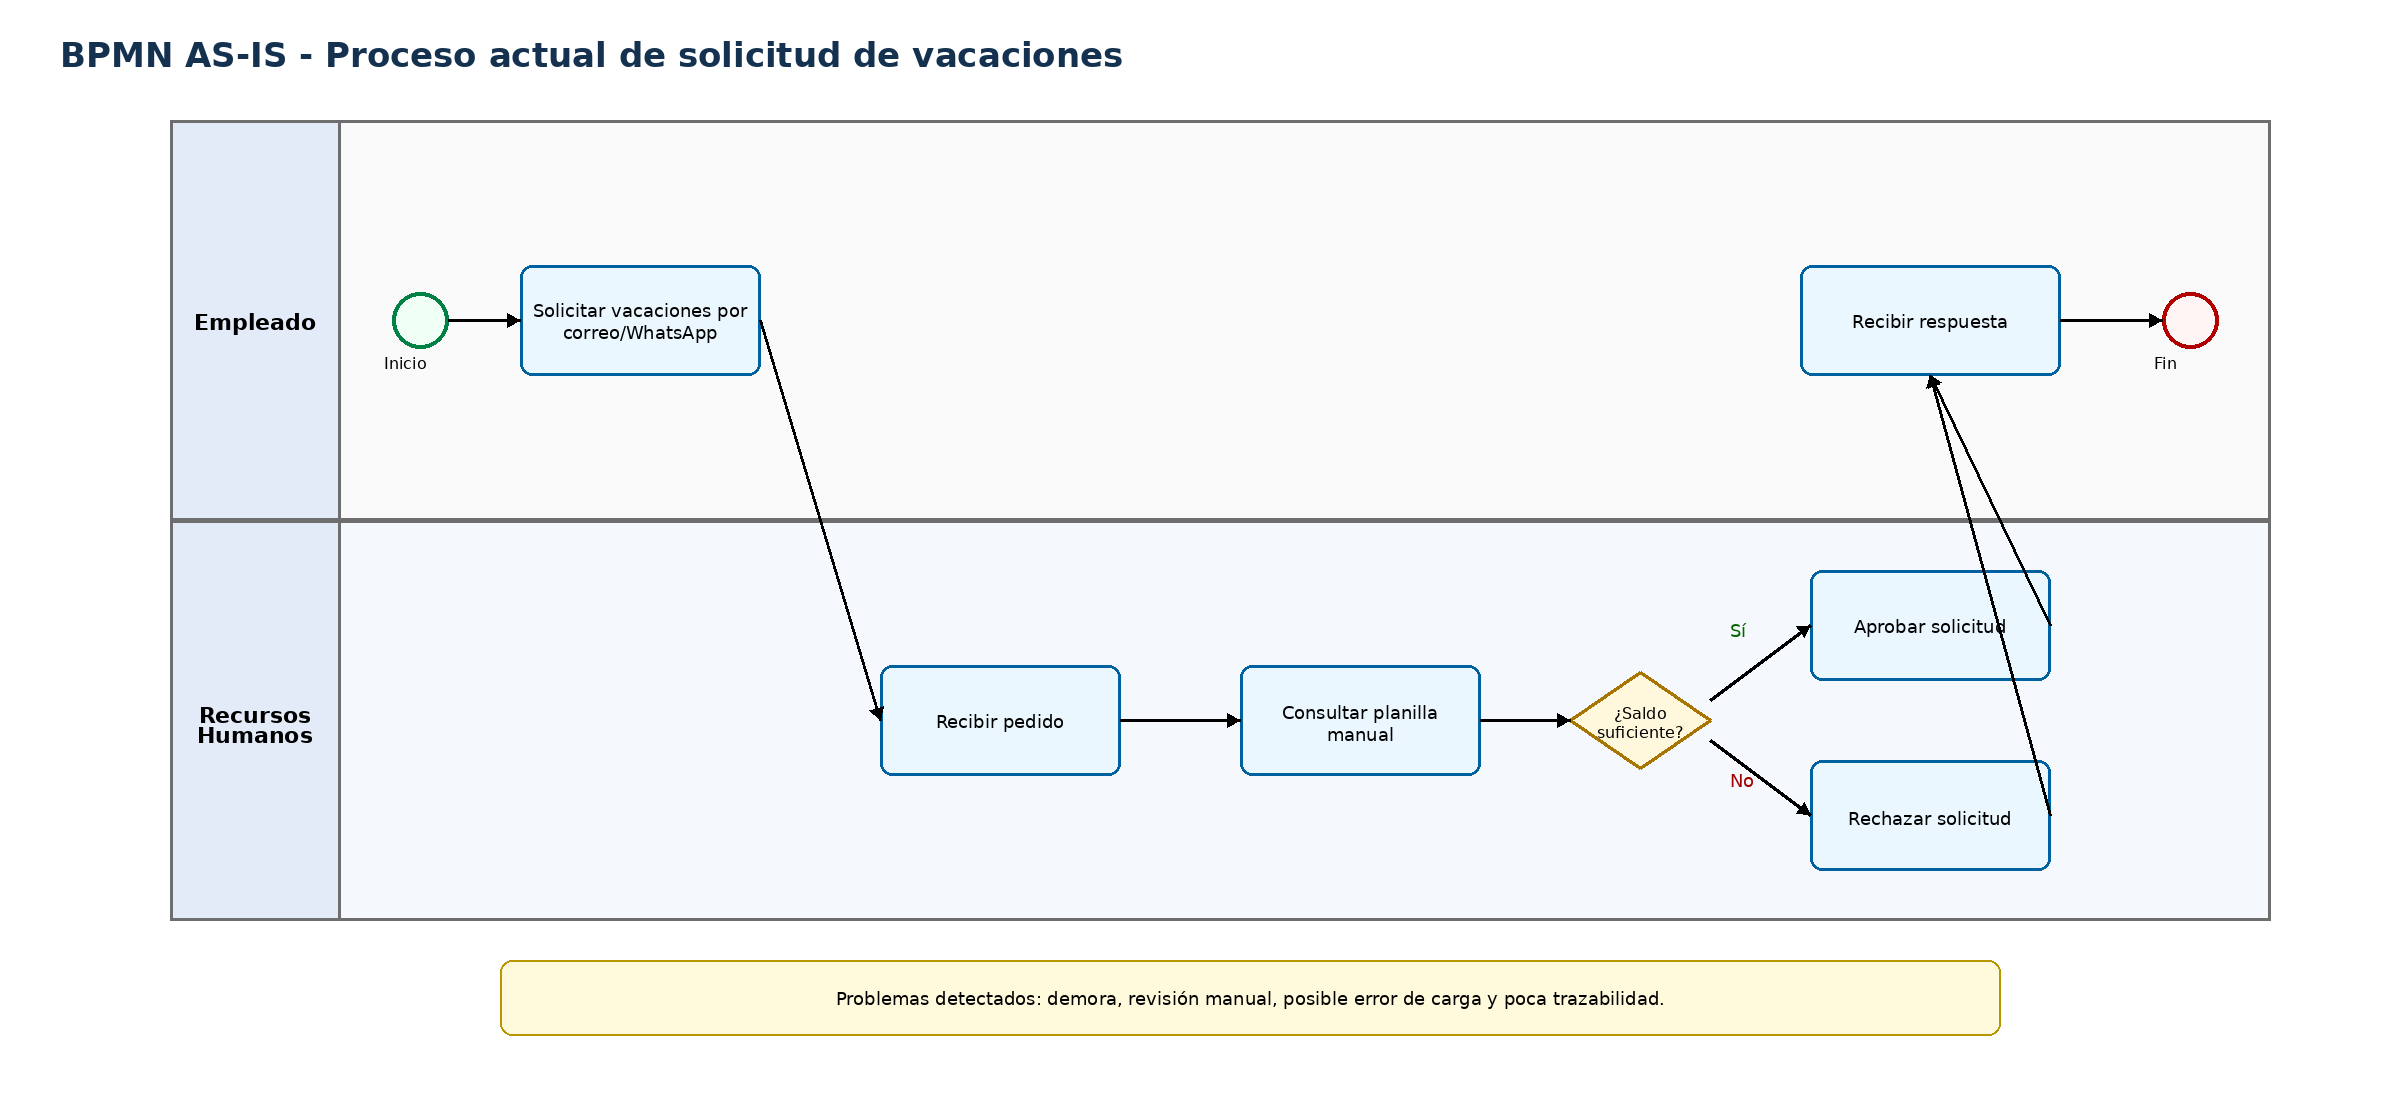 BPMN AS-IS - Proceso actual de solicitud de vacaciones
Empleado
Inicio
Solicitar vacaciones por
correo/WhatsApp
Recibir respuesta
Fin
Recursos
Humanos
Recibir pedido
Consultar planilla
manual
¿Saldo
suficiente?
Sí
No
Aprobar solicitud
Rechazar solicitud
Problemas detectados: demora, revisión manual, posible error de carga y poca trazabilidad.